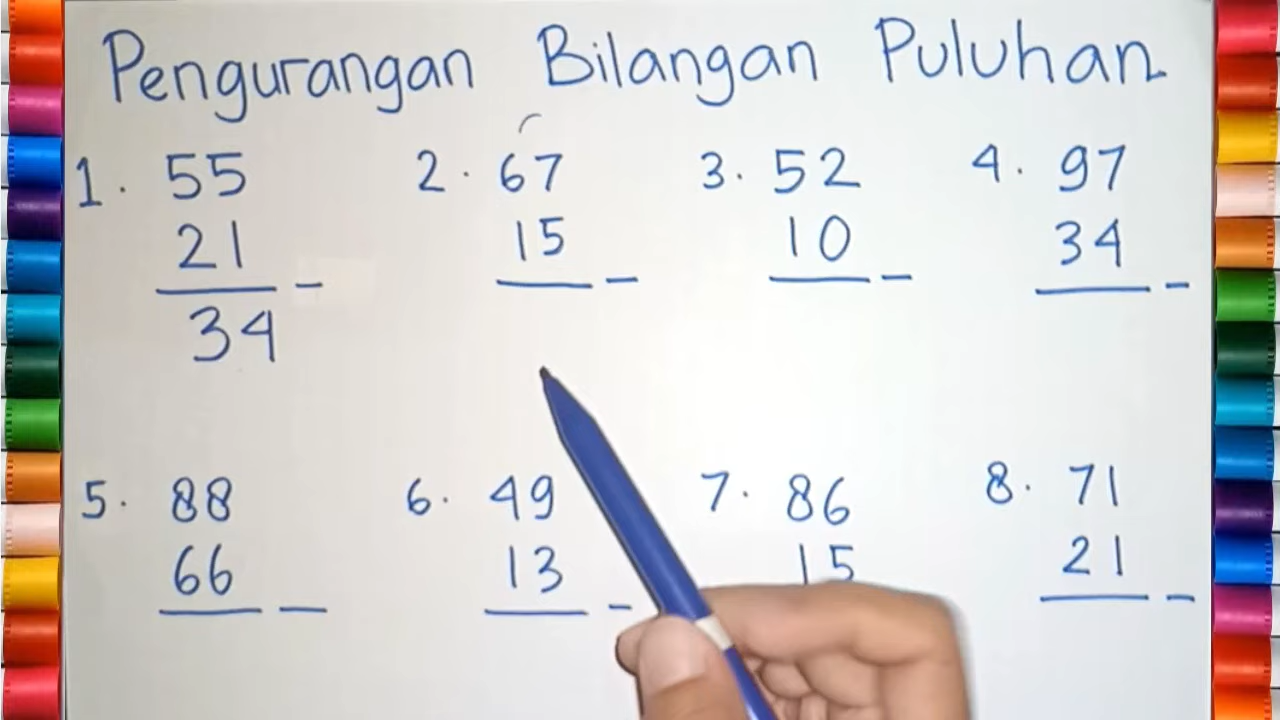 Pengurangan Bilangan Puluhan
1. 55 2. 67 3. 52 4. 97
21 15 10 34
— — — —
34
5. 88 6. 49 7. 86 8. 71
66 13 15 21
— — —